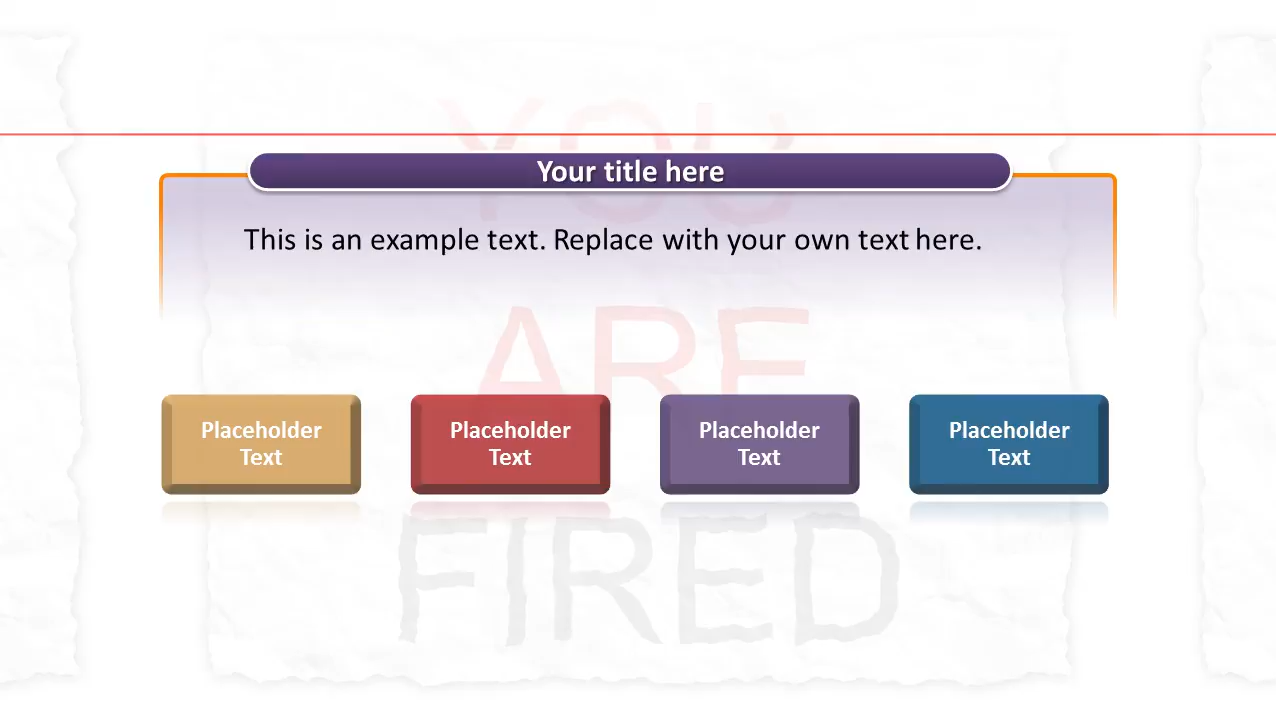 YOU
Your title here
This is an example text. Replace with your own text here.
ARE
Placeholder
Text
Placeholder
Text
Placeholder
Text
Placeholder
Text
FIRED